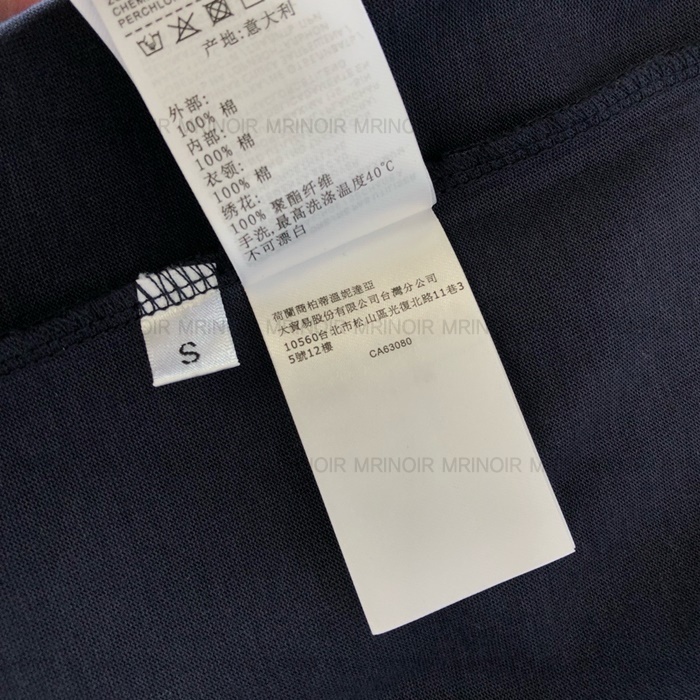 产地:意大利
外部:
100% 棉
内部:
100% 棉
衣领:
100% 棉
绣花:
100% 聚酯纤维
手洗,最高洗涤温度40°C
不可漂白
荷蘭商柏蒂溫妮達亞
大貿易股份有限公司台灣分公司
10560台北市松山區光復北路11巷3
5號12樓
CA63080
S
MRINOIR MRINOIR
MRINOIR MRINOIR
MRINOIR MRINOIR